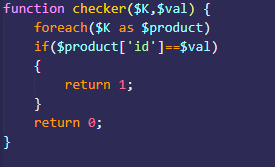 function checker($K,$val) {
    foreach($K as $product)
    if($product['id']==$val)
    {
        return 1;
    }
    return 0;
}